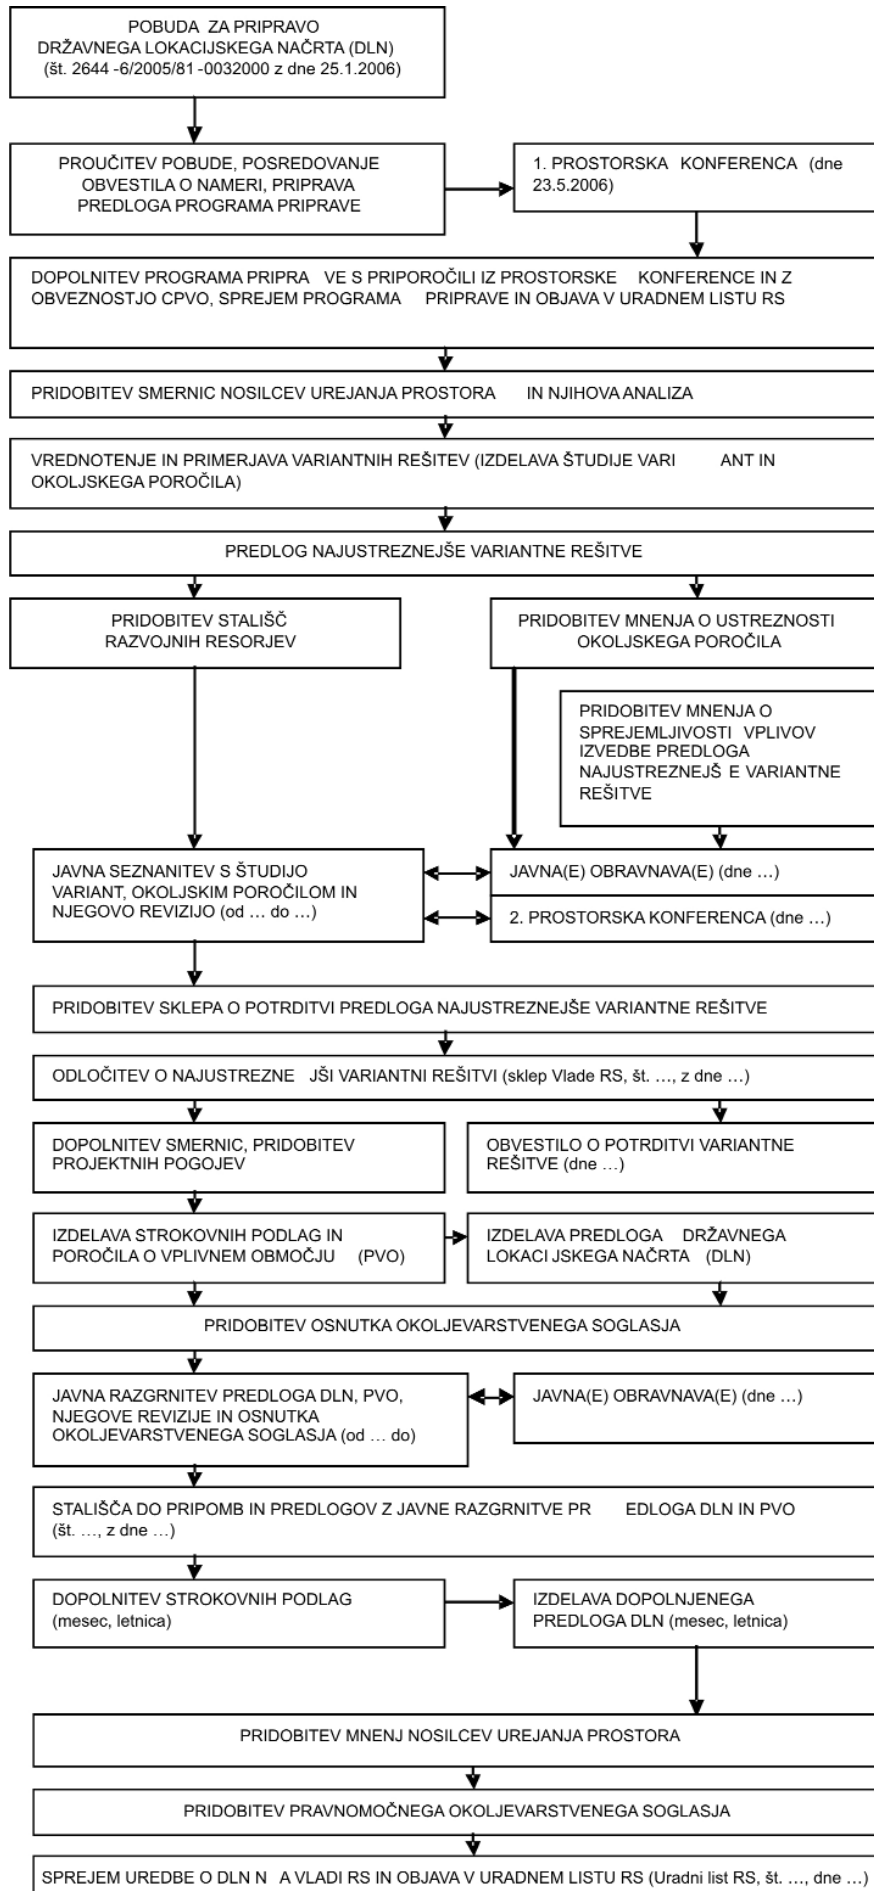 POBUDA ZA PRIPRAVO
DRŽAVNEGA LOKACIJSKEGA NAČRTA (DLN)
(št. 2644 -6/2005/81 -0032000 z dne 25.1.2006)
PROUČITEV POBUDE, POSREDOVANJE
OBVESTILA O NAMERI, PRIPRAVA
PREDLOGA PROGRAMA PRIPRAVE
1. PROSTORSKA KONFERENCA (dne
23.5.2006)
DOPOLNITEV PROGRAMA PRIPRA VE S PRIPOROČILI IZ PROSTORSKE KONFERENCE IN Z
OBVEZNOSTJO CPVO, SPREJEM PROGRAMA PRIPRAVE IN OBJAVA V URADNEM LISTU RS
PRIDOBITEV SMERNIC NOSILCEV UREJANJA PROSTORA IN NJIHOVA ANALIZA
VREDNOTENJE IN PRIMERJAVA VARIANTNIH REŠITEV (IZDELAVA ŠTUDIJE VARI ANT IN
OKOLJSKEGA POROČILA)
PREDLOG NAJUSTREZNEJŠE VARIANTNE REŠITVE
PRIDOBITEV STALIŠČ
RAZVOJNIH RESORJEV
PRIDOBITEV MNENJA O USTREZNOSTI
OKOLJSKEGA POROČILA
PRIDOBITEV MNENJA O
SPREJEMLJIVOSTI VPLIVOV
IZVEDBE PREDLOGA
NAJUSTREZNEJŠ E VARIANTNE
REŠITVE
JAVNA SEZNANITEV S ŠTUDIJO
VARIANT, OKOLJSKIM POROČILOM IN
NJEGOVO REVIZIJO (od … do …)
JAVNA(E) OBRAVNAVA(E) (dne …)
2. PROSTORSKA KONFERENCA (dne …)
PRIDOBITEV SKLEPA O POTRDITVI PREDLOGA NAJUSTREZNEJŠE VARIANTNE REŠITVE
ODLOČITEV O NAJUSTREZNE JŠI VARIANTNI REŠITVI (sklep Vlade RS, št. …, z dne …)
DOPOLNITEV SMERNIC, PRIDOBITEV
PROJEKTNIH POGOJEV
OBVESTILO O POTRDITVI VARIANTNE
REŠITVE (dne …)
IZDELAVA STROKOVNIH PODLAG IN
POROČILA O VPLIVNEM OBMOČJU (PVO)
IZDELAVA PREDLOGA DRŽAVNEGA
LOKACI JSKEGA NAČRTA (DLN)
PRIDOBITEV OSNUTKA OKOLJEVARSTVENEGA SOGLASJA
JAVNA RAZGRNITEV PREDLOGA DLN, PVO,
NJEGOVE REVIZIJE IN OSNUTKA
OKOLJEVARSTVENEGA SOGLASJA (od … do)
JAVNA(E) OBRAVNAVA(E) (dne …)
STALIŠČA DO PRIPOMB IN PREDLOGOV Z JAVNE RAZGRNITVE PR EDLOGA DLN IN PVO
(št. …, z dne …)
DOPOLNITEV STROKOVNIH PODLAG
(mesec, letnica)
IZDELAVA DOPOLNJENEGA
PREDLOGA DLN (mesec, letnica)
PRIDOBITEV MNENJ NOSILCEV UREJANJA PROSTORA
PRIDOBITEV PRAVNOMOČNEGA OKOLJEVARSTVENEGA SOGLASJA
SPREJEM UREDBE O DLN N A VLADI RS IN OBJAVA V URADNEM LISTU RS (Uradni list RS, št. …, dne …)